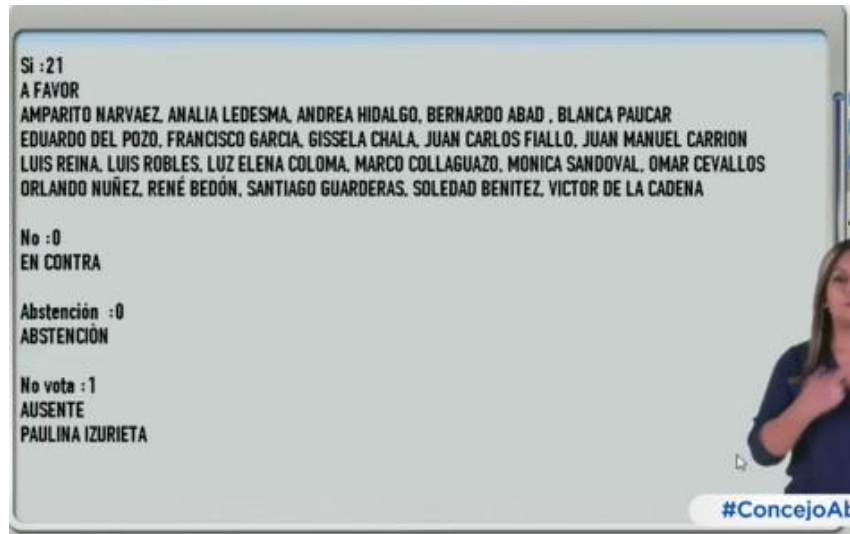 Si :21
A FAVOR
AMPARITO NARVAEZ, ANALIA LEDESMA, ANDREA HIDALGO, BERNARDO ABAD , BLANCA PAUCAR
EDUARDO DEL POZO, FRANCISCO GARCIA, GISSELA CHALA, JUAN CARLOS FIALLO, JUAN MANUEL CARRION
LUIS REINA, LUIS ROBLES, LUZ ELENA COLOMA, MARCO COLLAGUAZO, MONICA SANDOVAL, OMAR CEVALLOS
ORLANDO NUÑEZ, RENÉ BEDÓN, SANTIAGO GUARDERAS, SOLEDAD BENITEZ, VICTOR DE LA CADENA
No :0
EN CONTRA
Abstención :0
ABSTENCIÓN
No vota :1
AUSENTE
PAULINA IZURIETA
#ConcejoAb